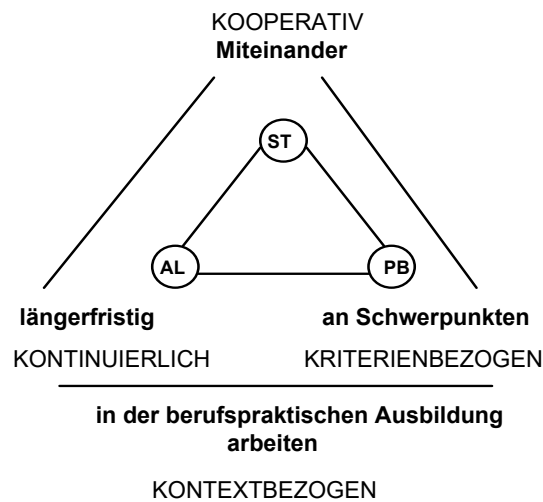 KOOPERATIV
Miteinander
ST
AL
PB
längerfristig
an Schwerpunkten
KONTINUIERLICH
KRITERIENBEZOGEN
in der berufspraktischen Ausbildung
arbeiten
KONTEXTBEZOGEN